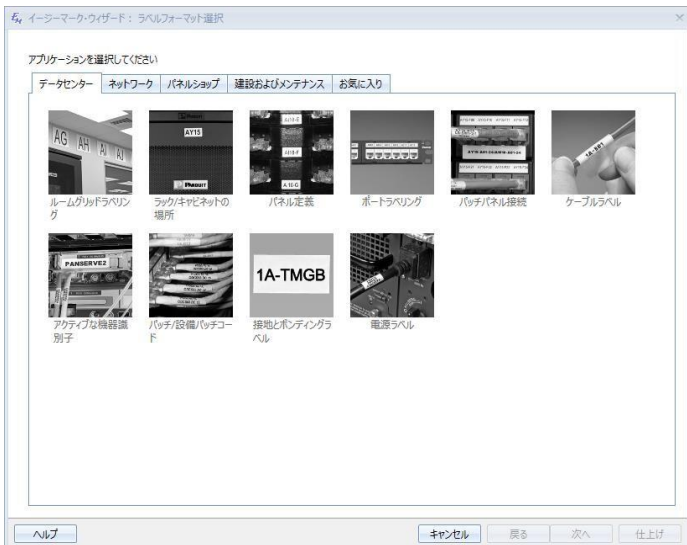 イージーマーク・ウィザード： ラベルフォーマット選択
アプリケーションを選択してください
データセンター ネットワーク パネルショップ 建設およびメンテナンス お気に入り
AG AH AI AJ
AY15
PANDUIT
ルームグリッドラベリン
グ
ラック/キャビネットの
場所
パネル定義
ポートラベリング
パッチパネル接続
1A-B01
ケーブルラベル
PANSERVE2
アクティブな機器識
別子
パッチ/設備パッチコー
ド
1A-TMGB
接地とボンディングラ
ベル
電源ラベル
ヘルプ キャンセル 戻る 次へ 仕上げ